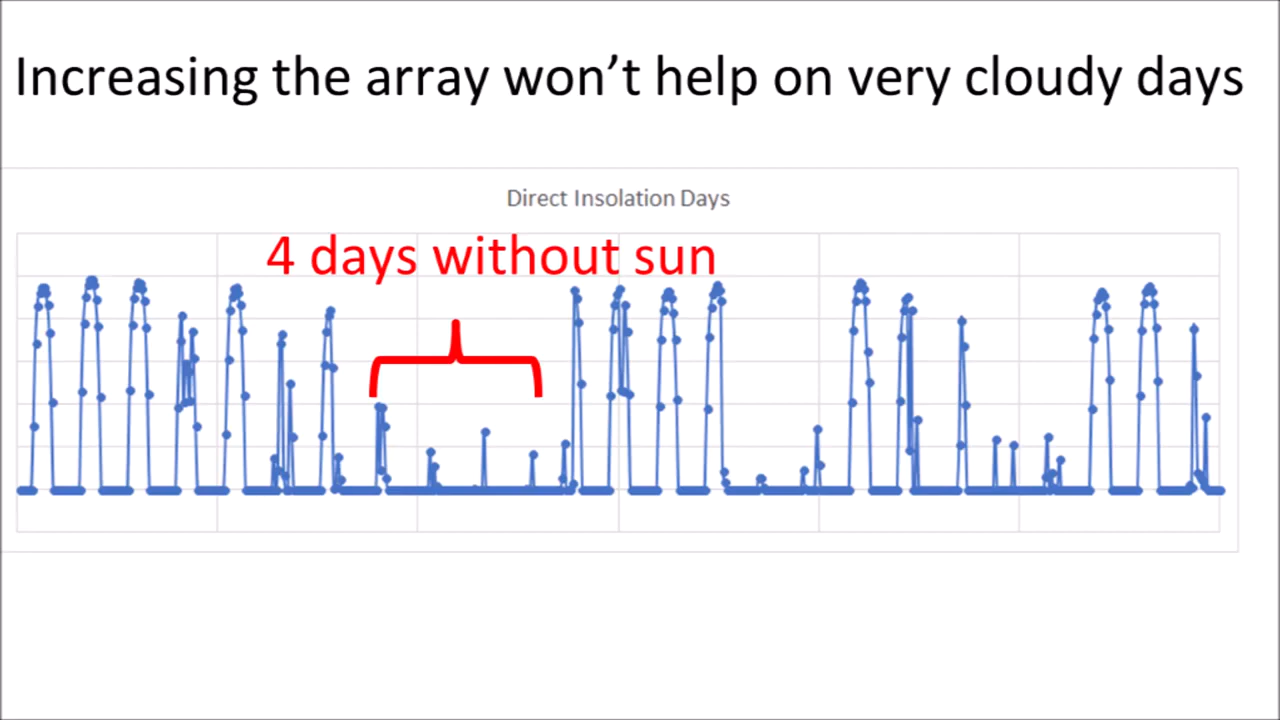 Increasing the array won’t help on very cloudy days
Direct Insolation Days
4 days without sun